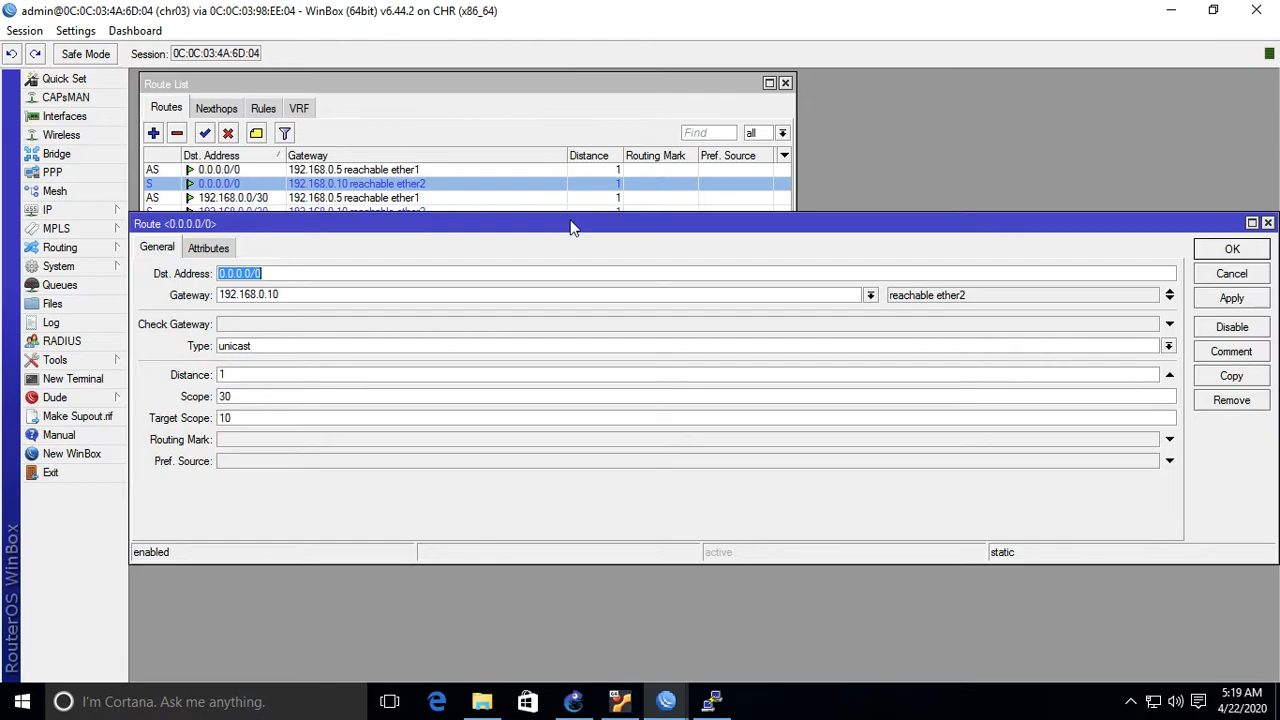 admin@0C:0C:03:4A:6D:04 (chr03) via 0C:0C:03:98:EE:04 - WinBox (64bit) v6.44.2 on CHR (x86_64)
Session Settings Dashboard
Safe Mode Session: 0C:0C:03:4A:6D:04
Quick Set
CAPsMAN
Interfaces
Wireless
Bridge
PPP
Mesh
IP
MPLS
Routing
System
Queues
Files
Log
RADIUS
Tools
New Terminal
Dude
Make Supout.rif
Manual
New WinBox
Exit
RouterOS WinBox
Route List
Routes Nexthops Rules VRF
Find all
Dst. Address / Gateway Distance Routing Mark Pref. Source
AS 0.0.0.0/0 192.168.0.5 reachable ether1 1
S 0.0.0.0/0 192.168.0.10 reachable ether2 1
AS 192.168.0.0/30 192.168.0.5 reachable ether1 1
Route <0.0.0.0/0>
General Attributes
Dst. Address: 0.0.0.0/0
Gateway: 192.168.0.10 reachable ether2
Check Gateway:
Type: unicast
Distance: 1
Scope: 30
Target Scope: 10
Routing Mark:
Pref. Source:
OK
Cancel
Apply
Disable
Comment
Copy
Remove
enabled active static
I'm Cortana. Ask me anything.
5:19 AM
4/22/2020